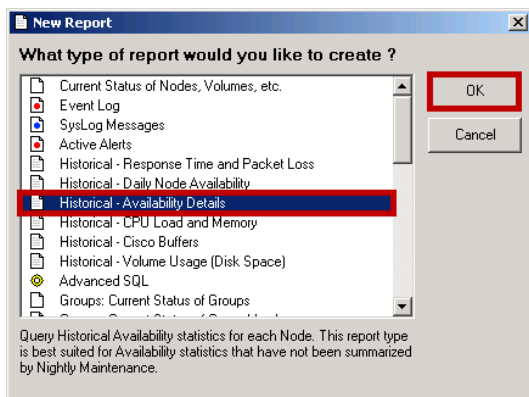 New Report
What type of report would you like to create ?
Current Status of Nodes, Volumes, etc.
Event Log
SysLog Messages
Active Alerts
Historical - Response Time and Packet Loss
Historical - Daily Node Availability
Historical - Availability Details
Historical - CPU Load and Memory
Historical - Cisco Buffers
Historical - Volume Usage (Disk Space)
Advanced SQL
Groups: Current Status of Groups
OK
Cancel
Query Historical Availability statistics for each Node. This report type
is best suited for Availability statistics that have not been summarized
by Nightly Maintenance.